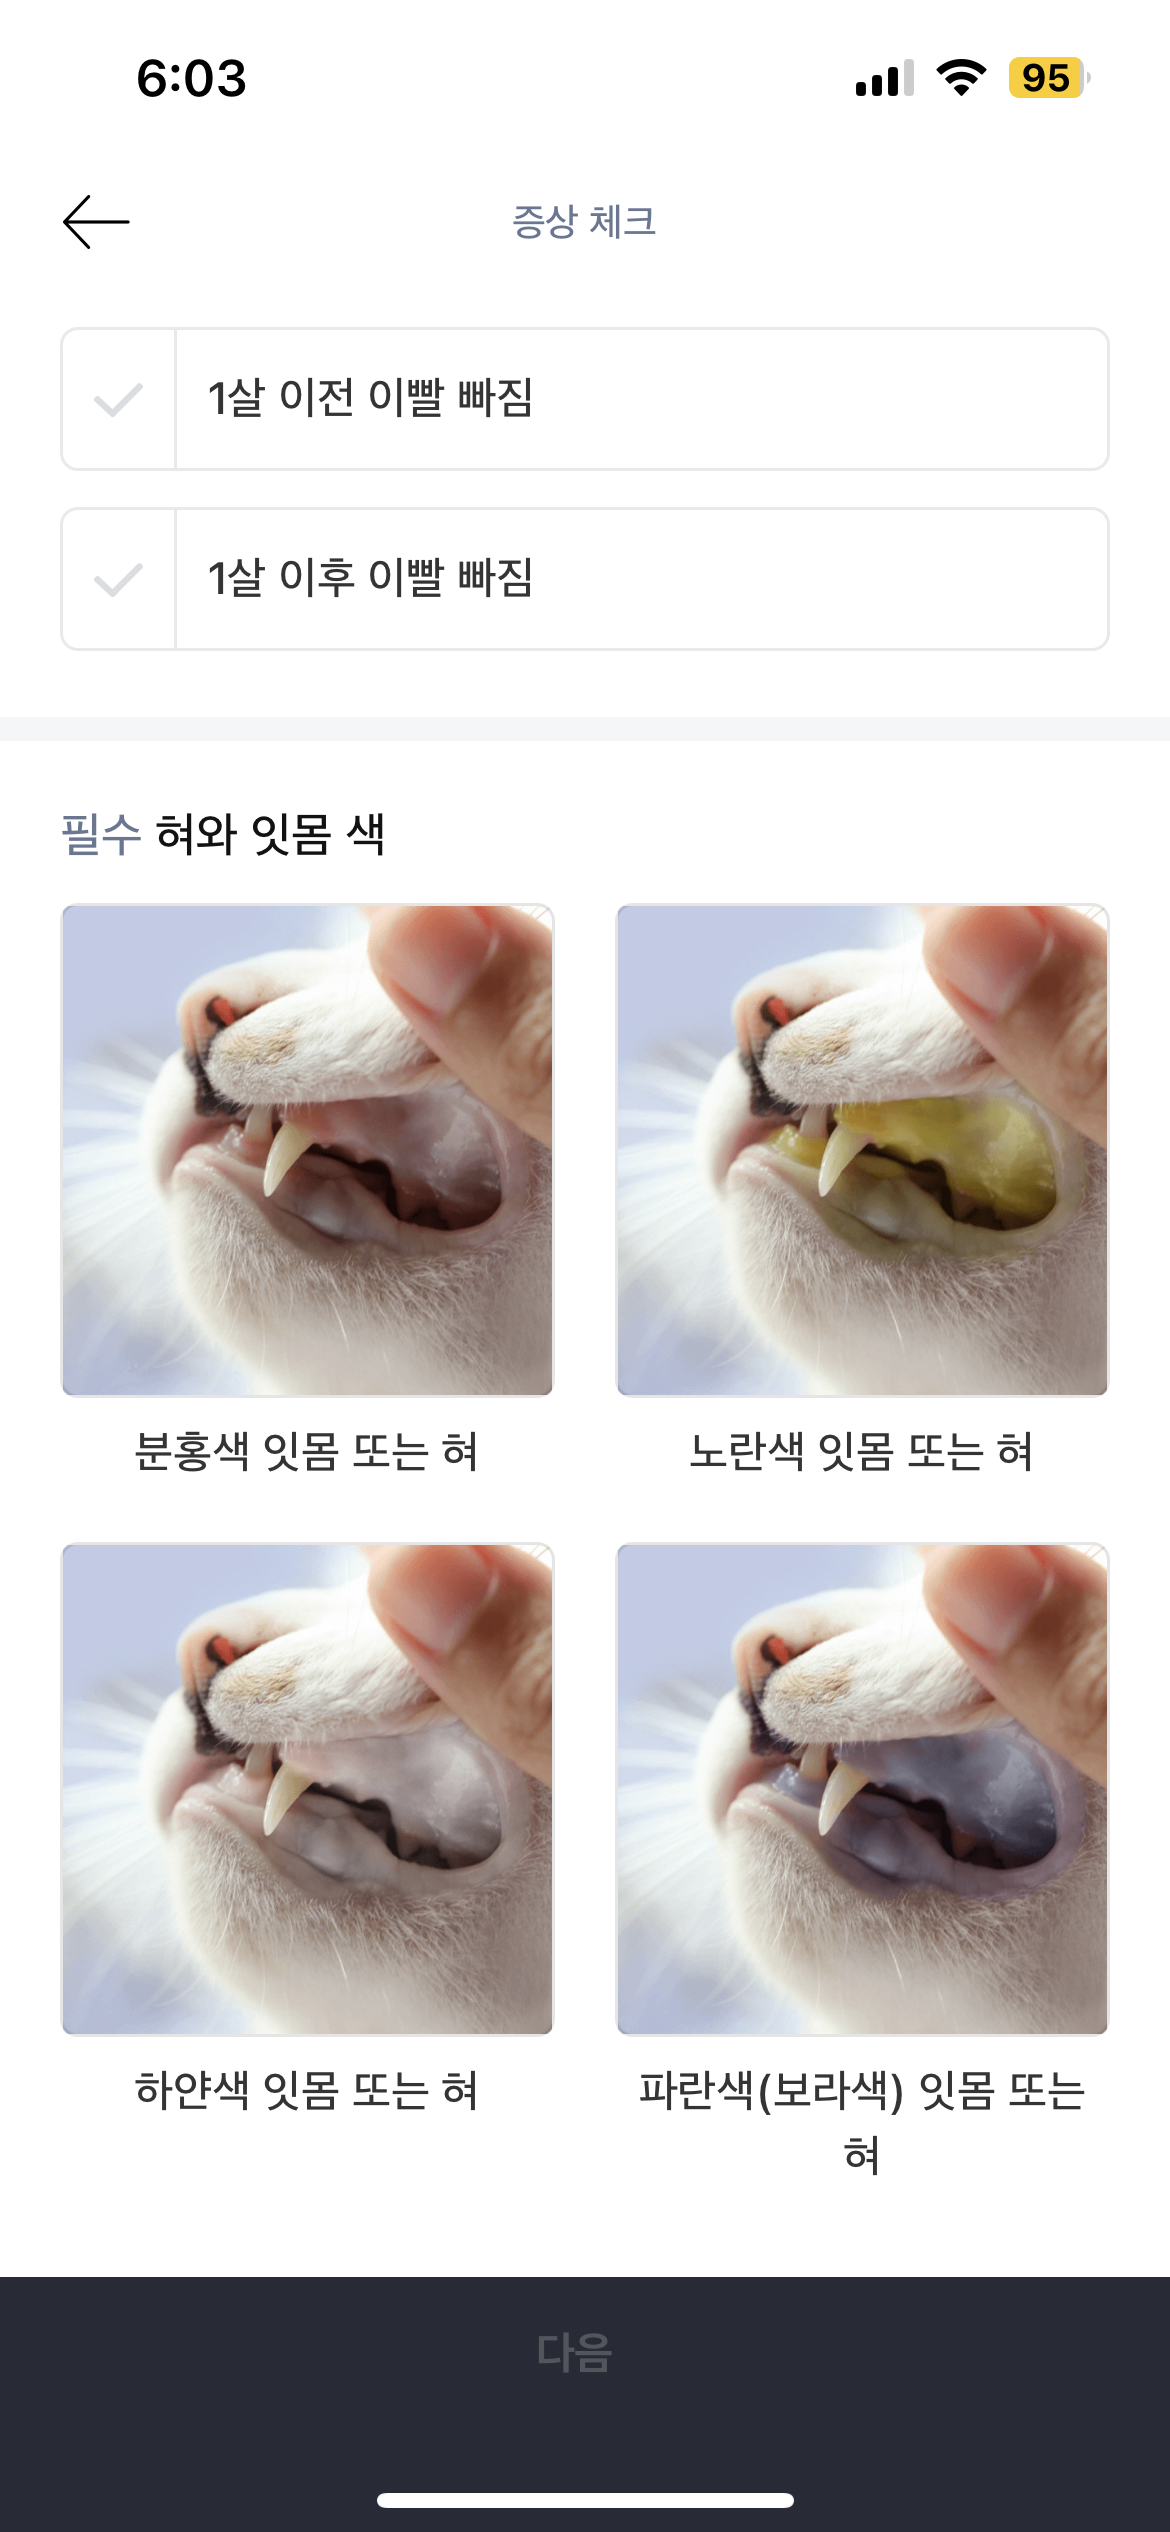 6:03
95
증상 체크
1살 이전 이빨 빠짐
1살 이후 이빨 빠짐
필수 혀와 잇몸 색
분홍색 잇몸 또는 혀
노란색 잇몸 또는 혀
하얀색 잇몸 또는 혀
파란색(보라색) 잇몸 또는
혀
다음